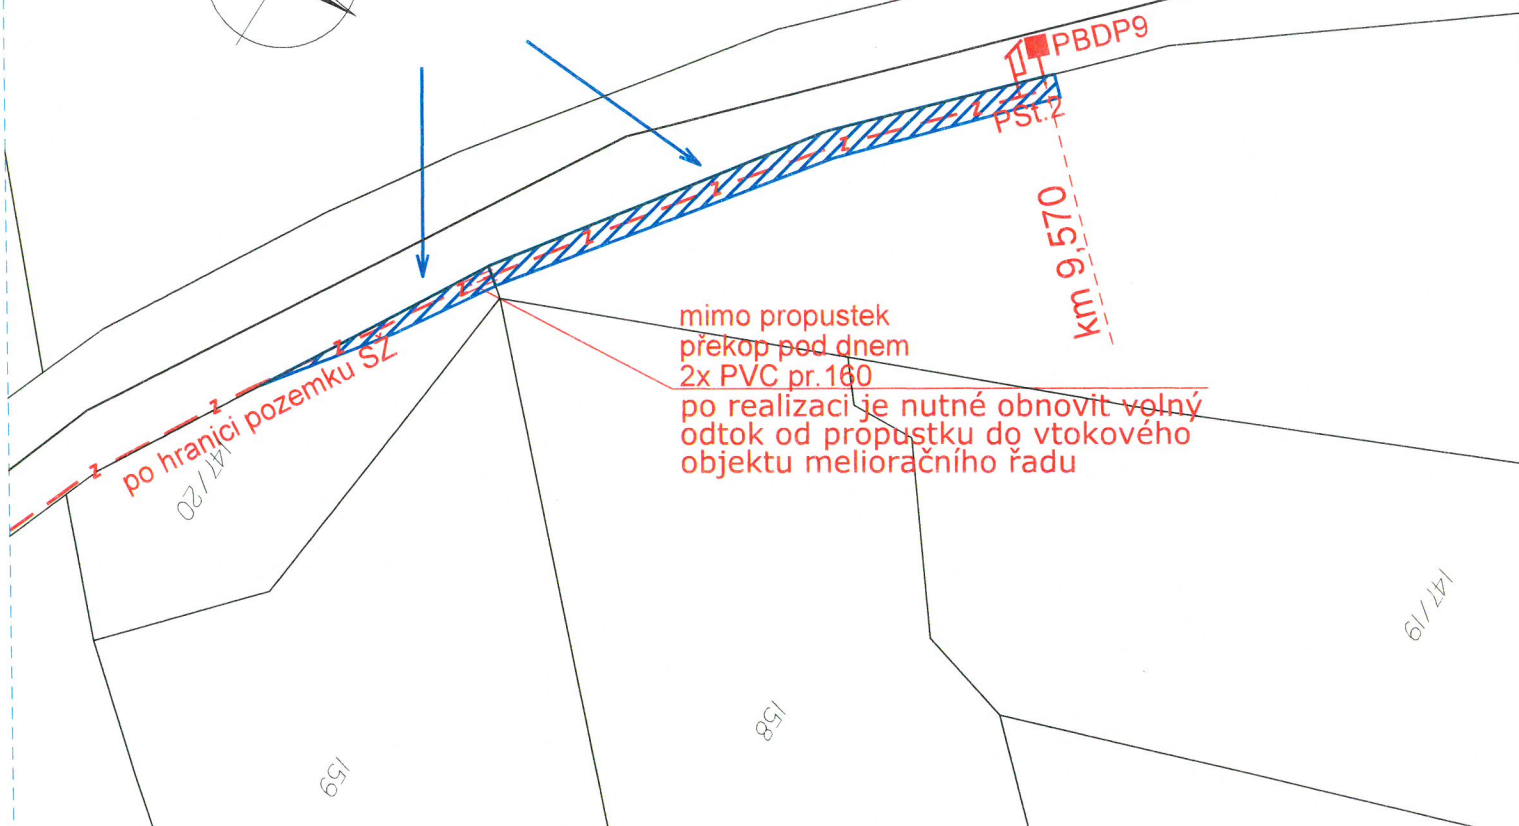 PBDP9
PSt.2
km 9,570
mimo propustek
překop pod dnem
2x PVC pr.160
po realizaci je nutné obnovit volný
odtok od propustku do vtokového
objektu melioračního řadu
po hranici pozemku SŽ
147/20
147/19
158
159